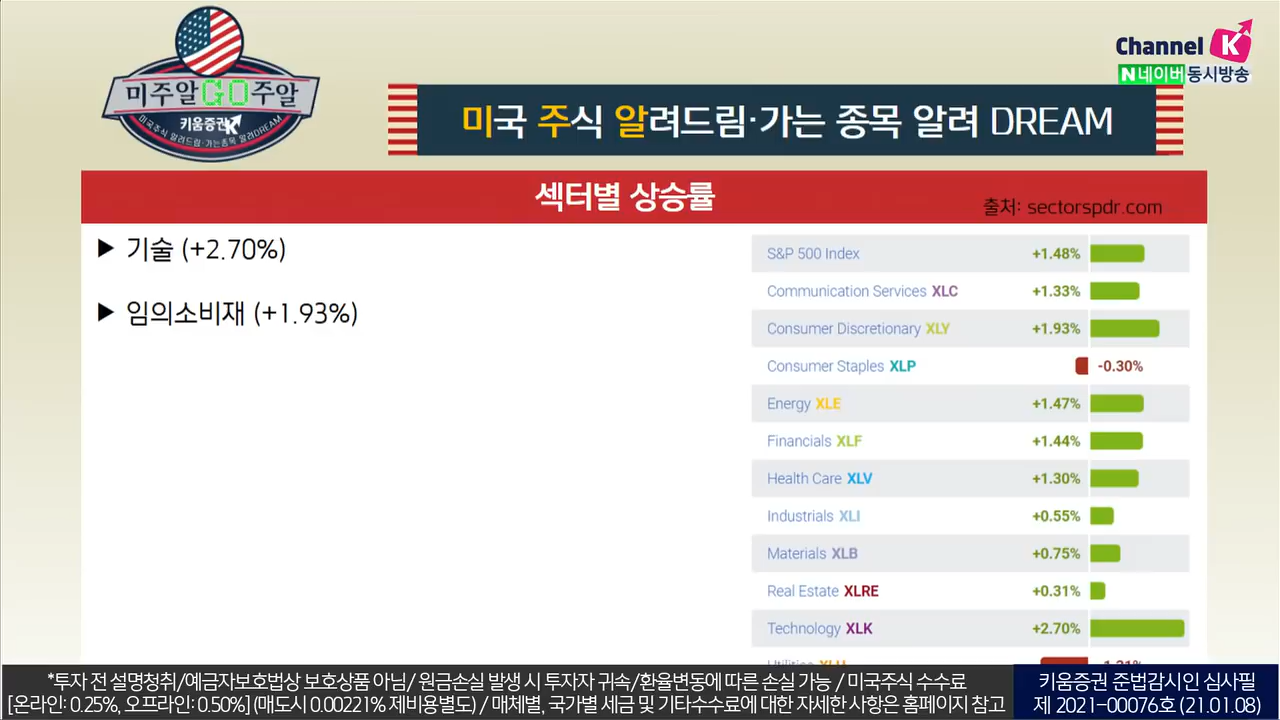 미주알GO주알
키움증권
미국주식 알려드림·가는종목 알려DREAM
Channel K
N 네이버 동시방송
미국 주식 알려드림·가는 종목 알려 DREAM
섹터별 상승률
출처: sectorspdr.com
▶ 기술 (+2.70%)
▶ 임의소비재 (+1.93%)
S&P 500 Index +1.48%
Communication Services XLC +1.33%
Consumer Discretionary XLY +1.93%
Consumer Staples XLP -0.30%
Energy XLE +1.47%
Financials XLF +1.44%
Health Care XLV +1.30%
Industrials XLI +0.55%
Materials XLB +0.75%
Real Estate XLRE +0.31%
Technology XLK +2.70%
*투자 전 설명청취/예금자보호법상 보호상품 아님/ 원금손실 발생 시 투자자 귀속/환율변동에 따른 손실 가능 / 미국주식 수수료
[온라인: 0.25%, 오프라인: 0.50%] (매도시 0.00221% 제비용별도) / 매체별, 국가별 세금 및 기타수수료에 대한 자세한 사항은 홈페이지 참고
키움증권 준법감시인 심사필
제 2021-00076호 (21.01.08)